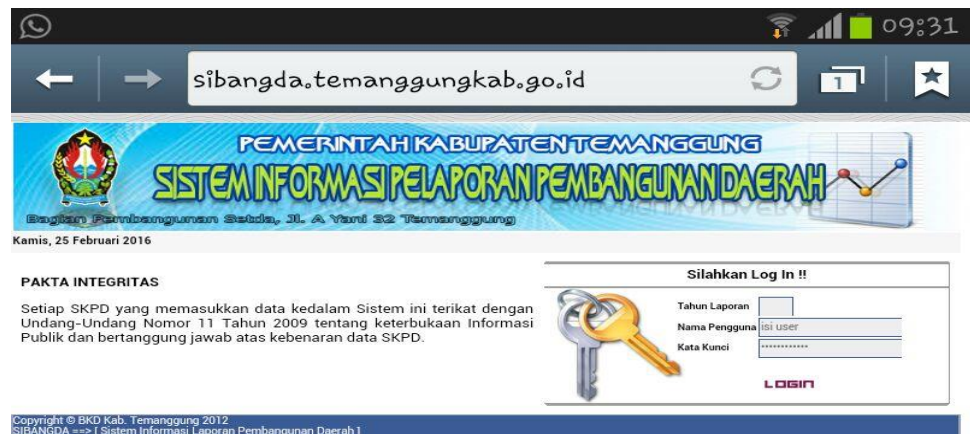 09:31
sibangda.temanggungkab.go.id
1
PEMERINTAH KABUPATEN TEMANGGUNG
SISTEM INFORMASI PELAPORAN PEMBANGUNAN DAERAH
Bagian Pembangunan Setda, Jl. A Yani 32 Temanggung
Kamis, 25 Februari 2016
PAKTA INTEGRITAS
Setiap SKPD yang memasukkan data kedalam Sistem ini terikat dengan
Undang-Undang Nomor 11 Tahun 2009 tentang keterbukaan Informasi
Publik dan bertanggung jawab atas kebenaran data SKPD.
Silahkan Log In !!
Tahun Laporan
Nama Pengguna isi user
Kata Kunci ************
LOGIN
Copyright © BKD Kab. Temanggung 2012
SIBANGDA ==> [ Sistem Informasi Laporan Pembangunan Daerah ]